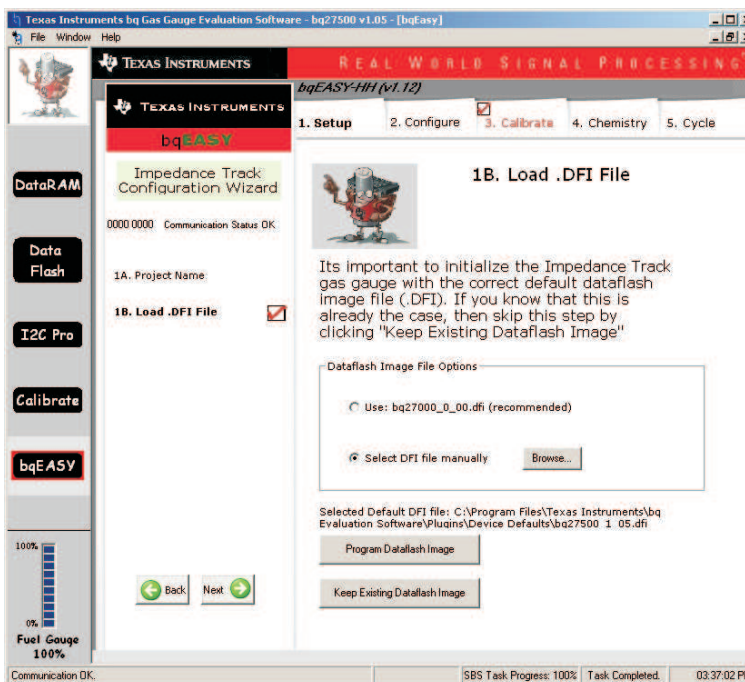 Texas Instruments bq Gas Gauge Evaluation Software - bq27500 v1.05 - [bqEasy]
File Window Help
TEXAS INSTRUMENTS
REAL WORLD SIGNAL PROCESSING
bqEASY-HH (v1.12)
TEXAS INSTRUMENTS
bqEASY
1. Setup
2. Configure
3. Calibrate
4. Chemistry
5. Cycle
Impedance Track
Configuration Wizard
0000 0000 Communication Status OK
1A. Project Name
1B. Load .DFI File
Back
Next
DataRAM
Data
Flash
I2C Pro
Calibrate
bqEASY
100%
0%
Fuel Gauge
100%
1B. Load .DFI File
Its important to initialize the Impedance Track
gas gauge with the correct default dataflash
image file (.DFI). If you know that this is
already the case, then skip this step by
clicking "Keep Existing Dataflash Image"
Dataflash Image File Options
Use: bq27000_0_00.dfi (recommended)
Select DFI file manually
Browse...
Selected Default DFI file: C:\Program Files\Texas Instruments\bq
Evaluation Software\Plugins\Device Defaults\bq27500_1_05.dfi
Program Dataflash Image
Keep Existing Dataflash Image
Communication OK.
SBS Task Progress: 100%
Task Completed.
03:37:02 P